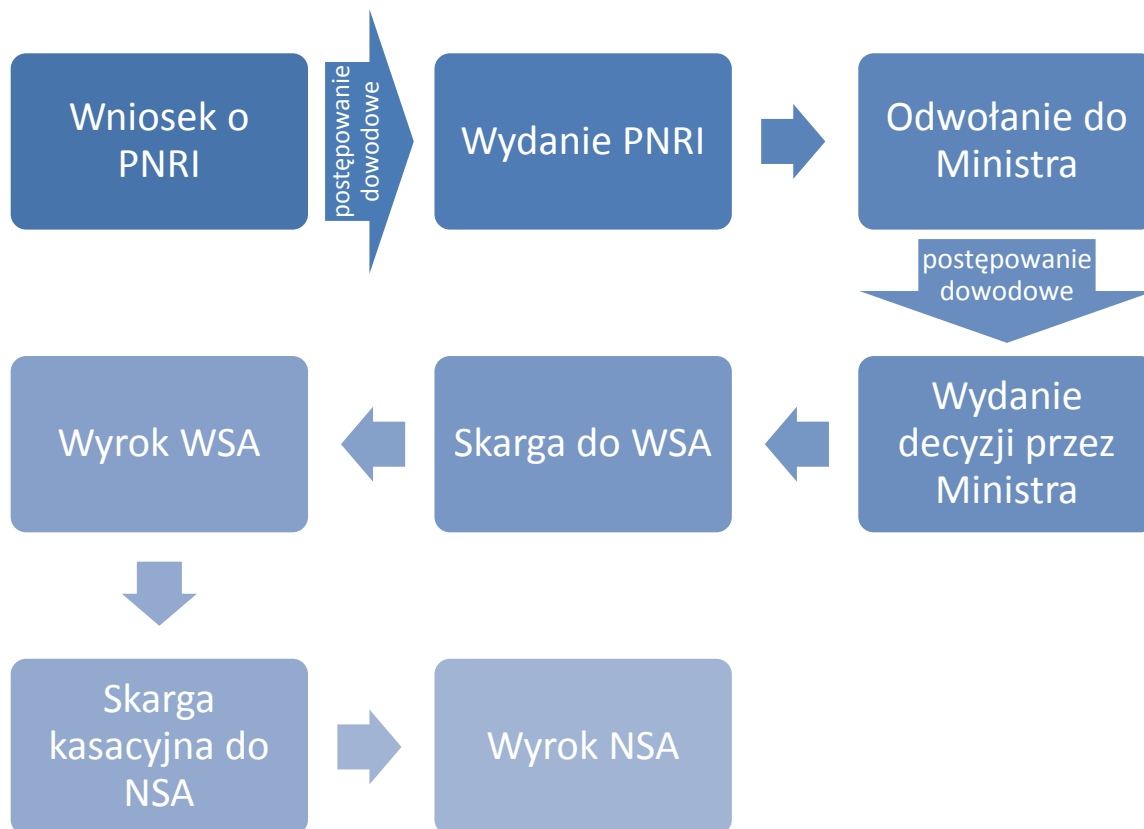 Wniosek o
PNRI
postępowanie
dowodowe
Wydanie PNRI
Odwołanie do
Ministra
postępowanie
dowodowe
Wydanie
decyzji przez
Ministra
Skarga do WSA
Wyrok WSA
Skarga
kasacyjna do
NSA
Wyrok NSA